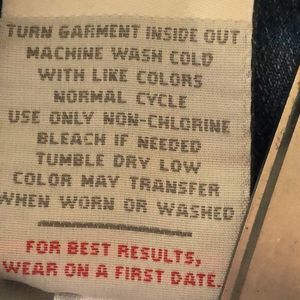 TURN GARMENT INSIDE OUT
MACHINE WASH COLD
WITH LIKE COLORS
NORMAL CYCLE
USE ONLY NON-CHLORINE
BLEACH IF NEEDED
TUMBLE DRY LOW
COLOR MAY TRANSFER
WHEN WORN OR WASHED
FOR BEST RESULTS,
WEAR ON A FIRST DATE.